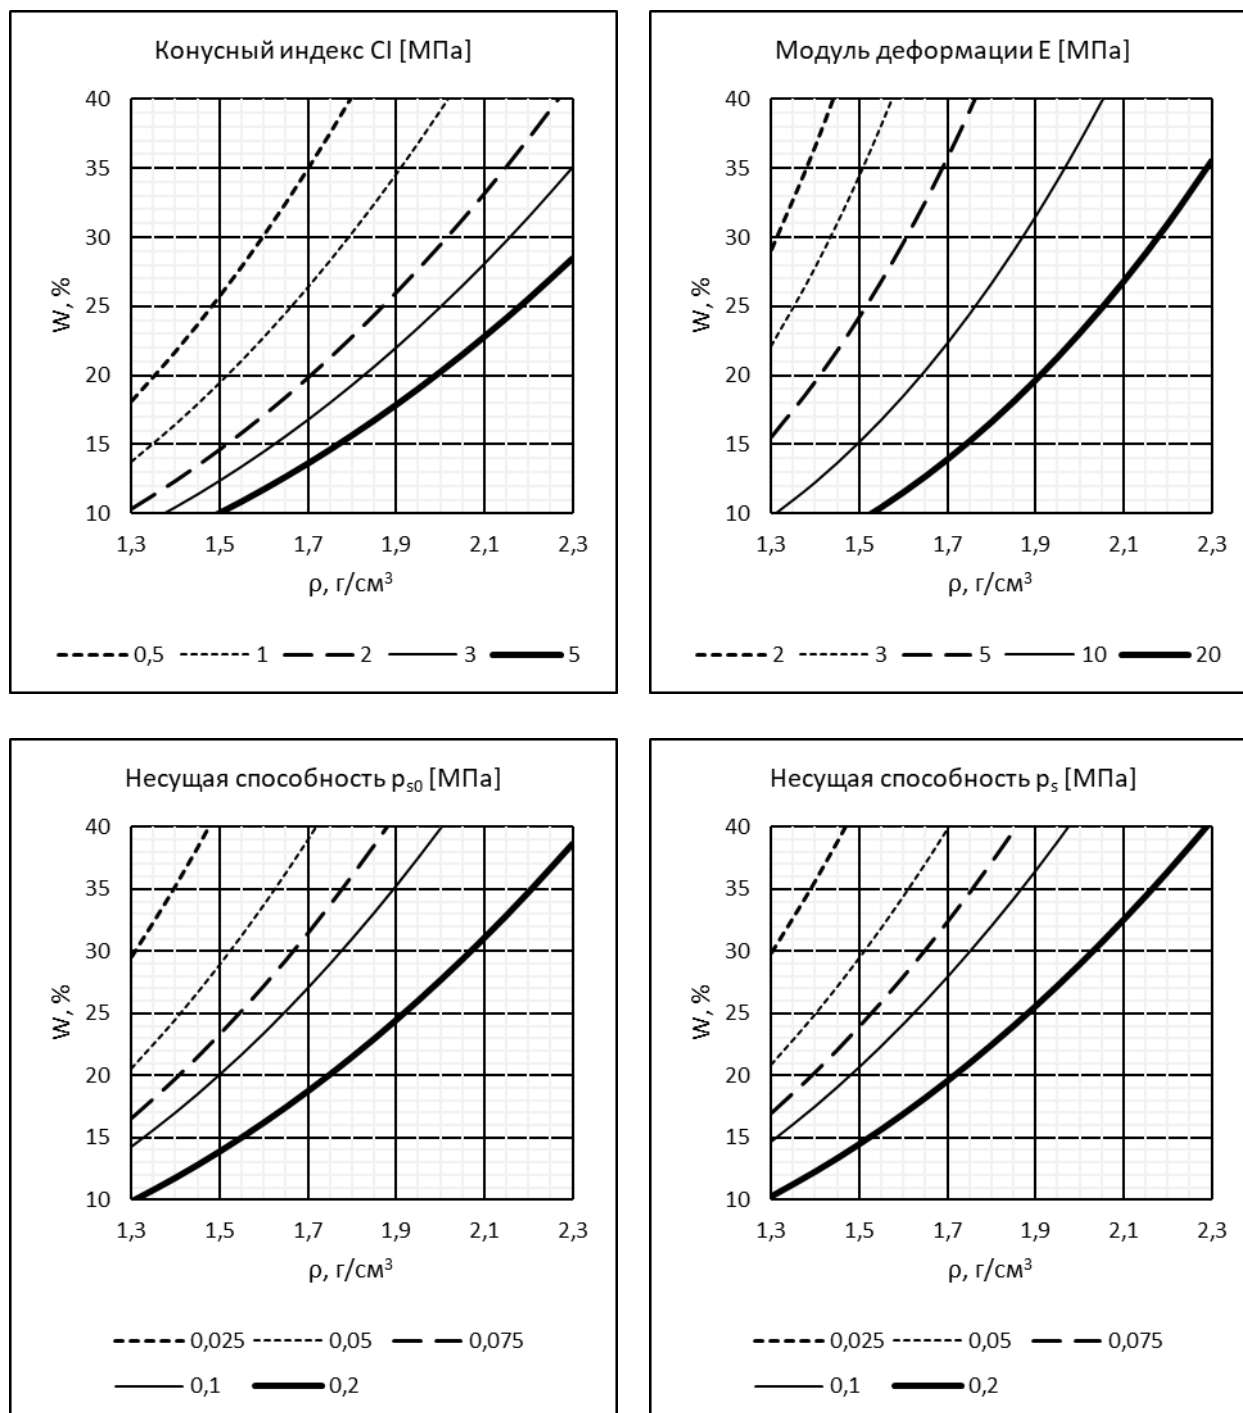 Конусный индекс CI [МПа]
40
35
30
25
20
15
10
W, %
1,3 1,5 1,7 1,9 2,1 2,3
ρ, г/см³
0,5 1 2 3 5
Модуль деформации E [МПа]
40
35
30
25
20
15
10
W, %
1,3 1,5 1,7 1,9 2,1 2,3
ρ, г/см³
2 3 5 10 20
Несущая способность pₛ₀ [МПа]
40
35
30
25
20
15
10
W, %
1,3 1,5 1,7 1,9 2,1 2,3
ρ, г/см³
0,025 0,05 0,075
0,1 0,2
Несущая способность pₛ [МПа]
40
35
30
25
20
15
10
W, %
1,3 1,5 1,7 1,9 2,1 2,3
ρ, г/см³
0,025 0,05 0,075
0,1 0,2